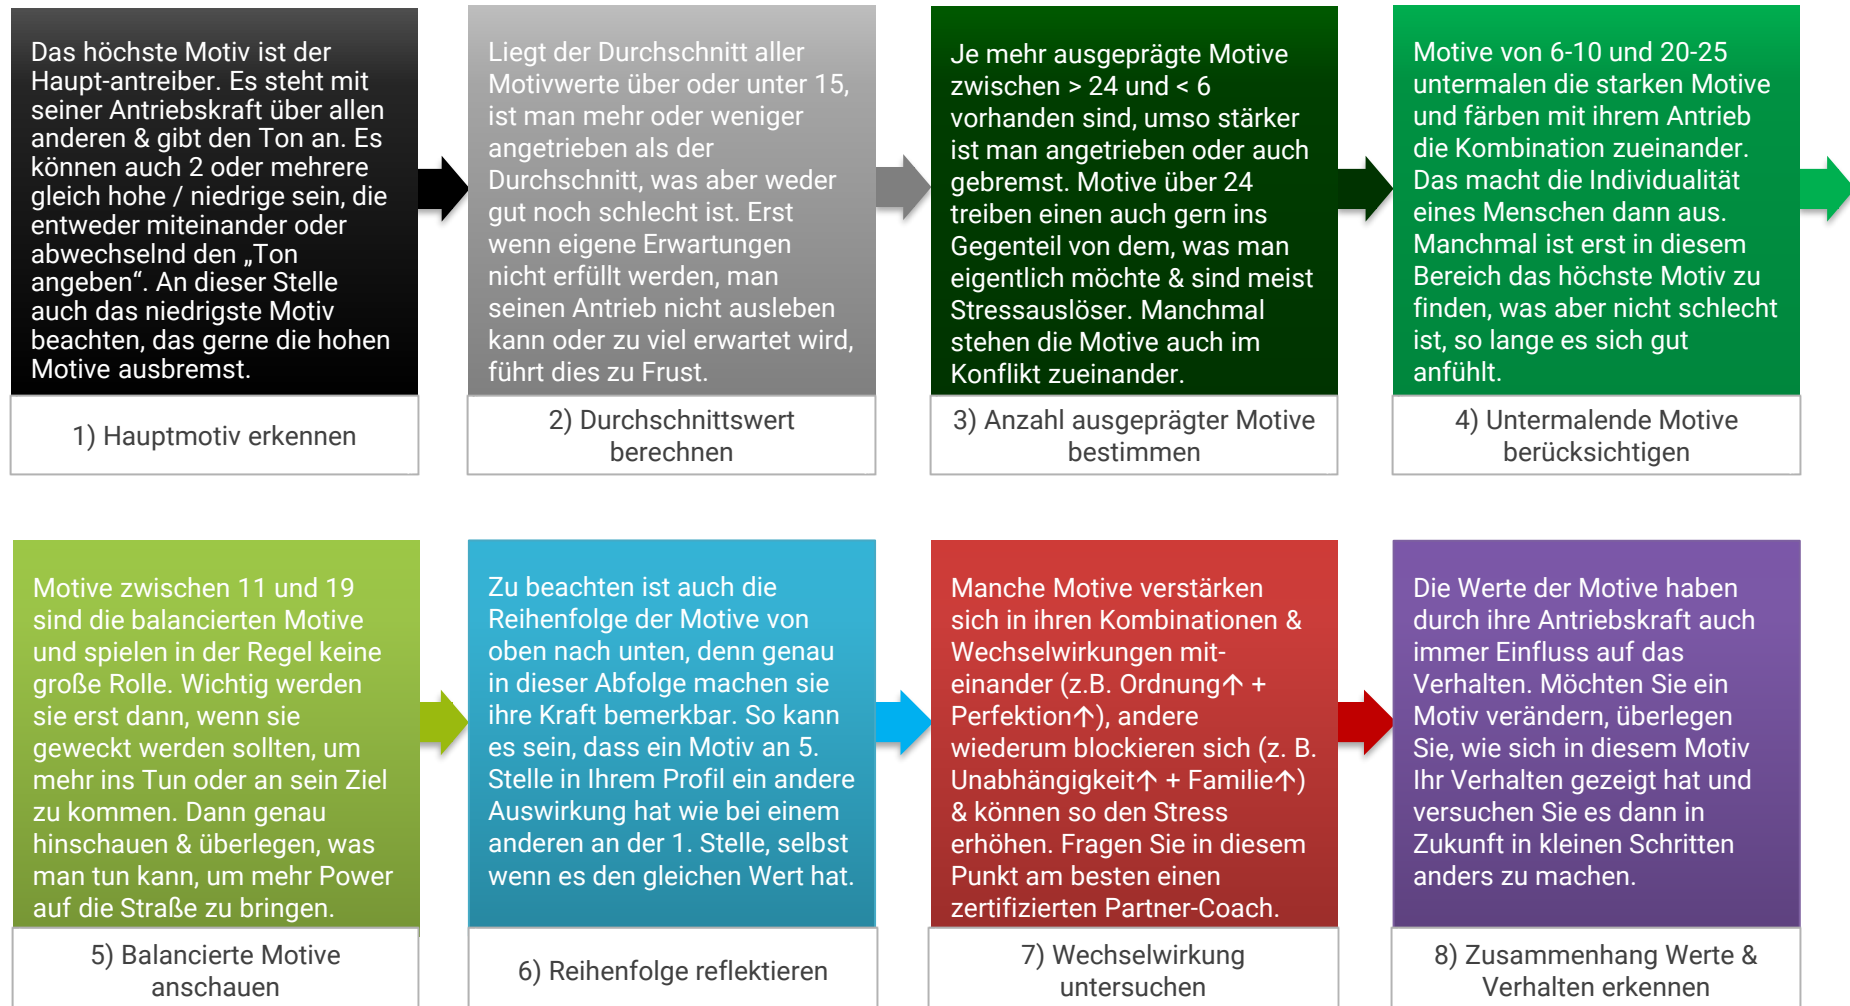 Das höchste Motiv ist der
Haupt-antreiber. Es steht mit
seiner Antriebskraft über allen
anderen & gibt den Ton an. Es
können auch 2 oder mehrere
gleich hohe / niedrige sein, die
entweder miteinander oder
abwechselnd den „Ton
angeben“. An dieser Stelle
auch das niedrigste Motiv
beachten, das gerne die hohen
Motive ausbremst.
1) Hauptmotiv erkennen
Liegt der Durchschnitt aller
Motivwerte über oder unter 15,
ist man mehr oder weniger
angetrieben als der
Durchschnitt, was aber weder
gut noch schlecht ist. Erst
wenn eigene Erwartungen
nicht erfüllt werden, man
seinen Antrieb nicht ausleben
kann oder zu viel erwartet wird,
führt dies zu Frust.
2) Durchschnittswert
berechnen
Je mehr ausgeprägte Motive
zwischen > 24 und < 6
vorhanden sind, umso stärker
ist man angetrieben oder auch
gebremst. Motive über 24
treiben einen auch gern ins
Gegenteil von dem, was man
eigentlich möchte & sind meist
Stressauslöser. Manchmal
stehen die Motive auch im
Konflikt zueinander.
3) Anzahl ausgeprägter Motive
bestimmen
Motive von 6-10 und 20-25
untermalen die starken Motive
und färben mit ihrem Antrieb
die Kombination zueinander.
Das macht die Individualität
eines Menschen dann aus.
Manchmal ist erst in diesem
Bereich das höchste Motiv zu
finden, was aber nicht schlecht
ist, so lange es sich gut
anfühlt.
4) Untermalende Motive
berücksichtigen
Motive zwischen 11 und 19
sind die balancierten Motive
und spielen in der Regel keine
große Rolle. Wichtig werden
sie erst dann, wenn sie
geweckt werden sollten, um
mehr ins Tun oder an sein Ziel
zu kommen. Dann genau
hinschauen & überlegen, was
man tun kann, um mehr Power
auf die Straße zu bringen.
5) Balancierte Motive
anschauen
Zu beachten ist auch die
Reihenfolge der Motive von
oben nach unten, denn genau
in dieser Abfolge machen sie
ihre Kraft bemerkbar. So kann
es sein, dass ein Motiv an 5.
Stelle in Ihrem Profil ein andere
Auswirkung hat wie bei einem
anderen an der 1. Stelle, selbst
wenn es den gleichen Wert hat.
6) Reihenfolge reflektieren
Manche Motive verstärken
sich in ihren Kombinationen &
Wechselwirkungen mit-
einander (z.B. Ordnung↑ +
Perfektion↑), andere
wiederum blockieren sich (z. B.
Unabhängigkeit↑ + Familie↑)
& können so den Stress
erhöhen. Fragen Sie in diesem
Punkt am besten einen
zertifizierten Partner-Coach.
7) Wechselwirkung
untersuchen
Die Werte der Motive haben
durch ihre Antriebskraft auch
immer Einfluss auf das
Verhalten. Möchten Sie ein
Motiv verändern, überlegen
Sie, wie sich in diesem Motiv
Ihr Verhalten gezeigt hat und
versuchen Sie es dann in
Zukunft in kleinen Schritten
anders zu machen.
8) Zusammenhang Werte &
Verhalten erkennen